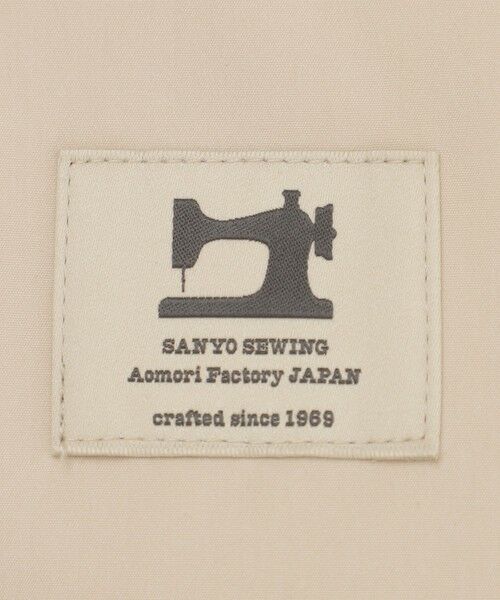 SANYO SEWING
Aomori Factory JAPAN
crafted since 1969